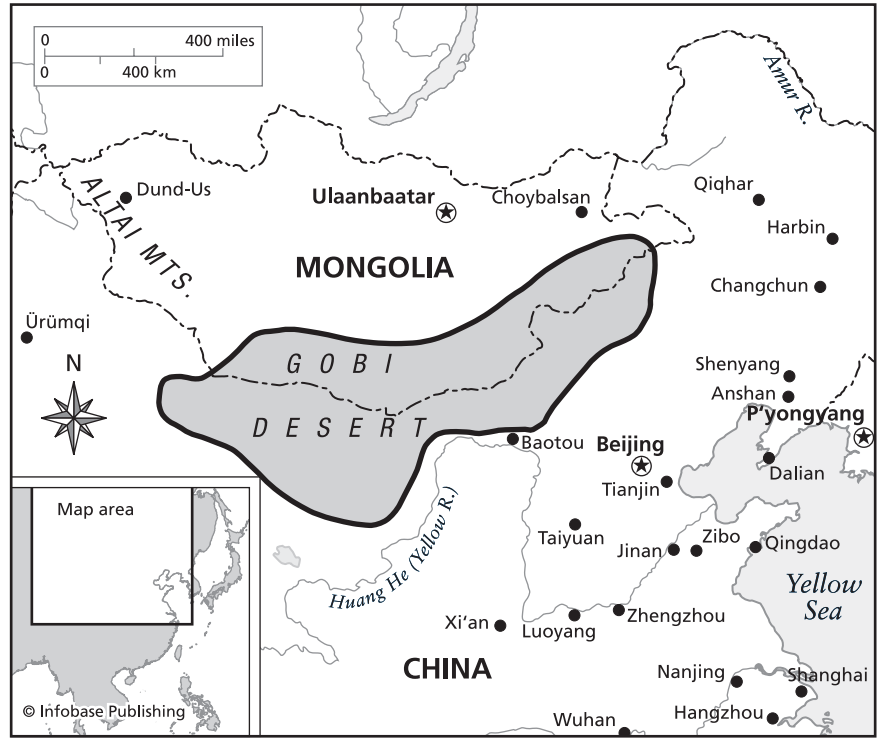 0 400 miles
0 400 km
Amur R.
ALTAI MTS.
Dund-Us
Ulaanbaatar
Choybalsan
Qiqhar
Harbin
MONGOLIA
Changchun
Ürümqi
N
GOBI
DESERT
Shenyang
Anshan
P‘yongyang
Baotou
Beijing
Dalian
Tianjin
Map area
Taiyuan
Jinan
Zibo
Qingdao
Huang He (Yellow R.)
Yellow
Sea
Xi‘an
Luoyang
Zhengzhou
CHINA
Nanjing
Shanghai
© Infobase Publishing
Hangzhou
Wuhan